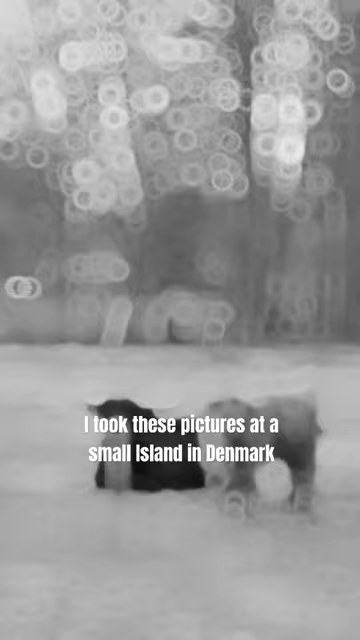 I took these pictures at a
small Island in Denmark